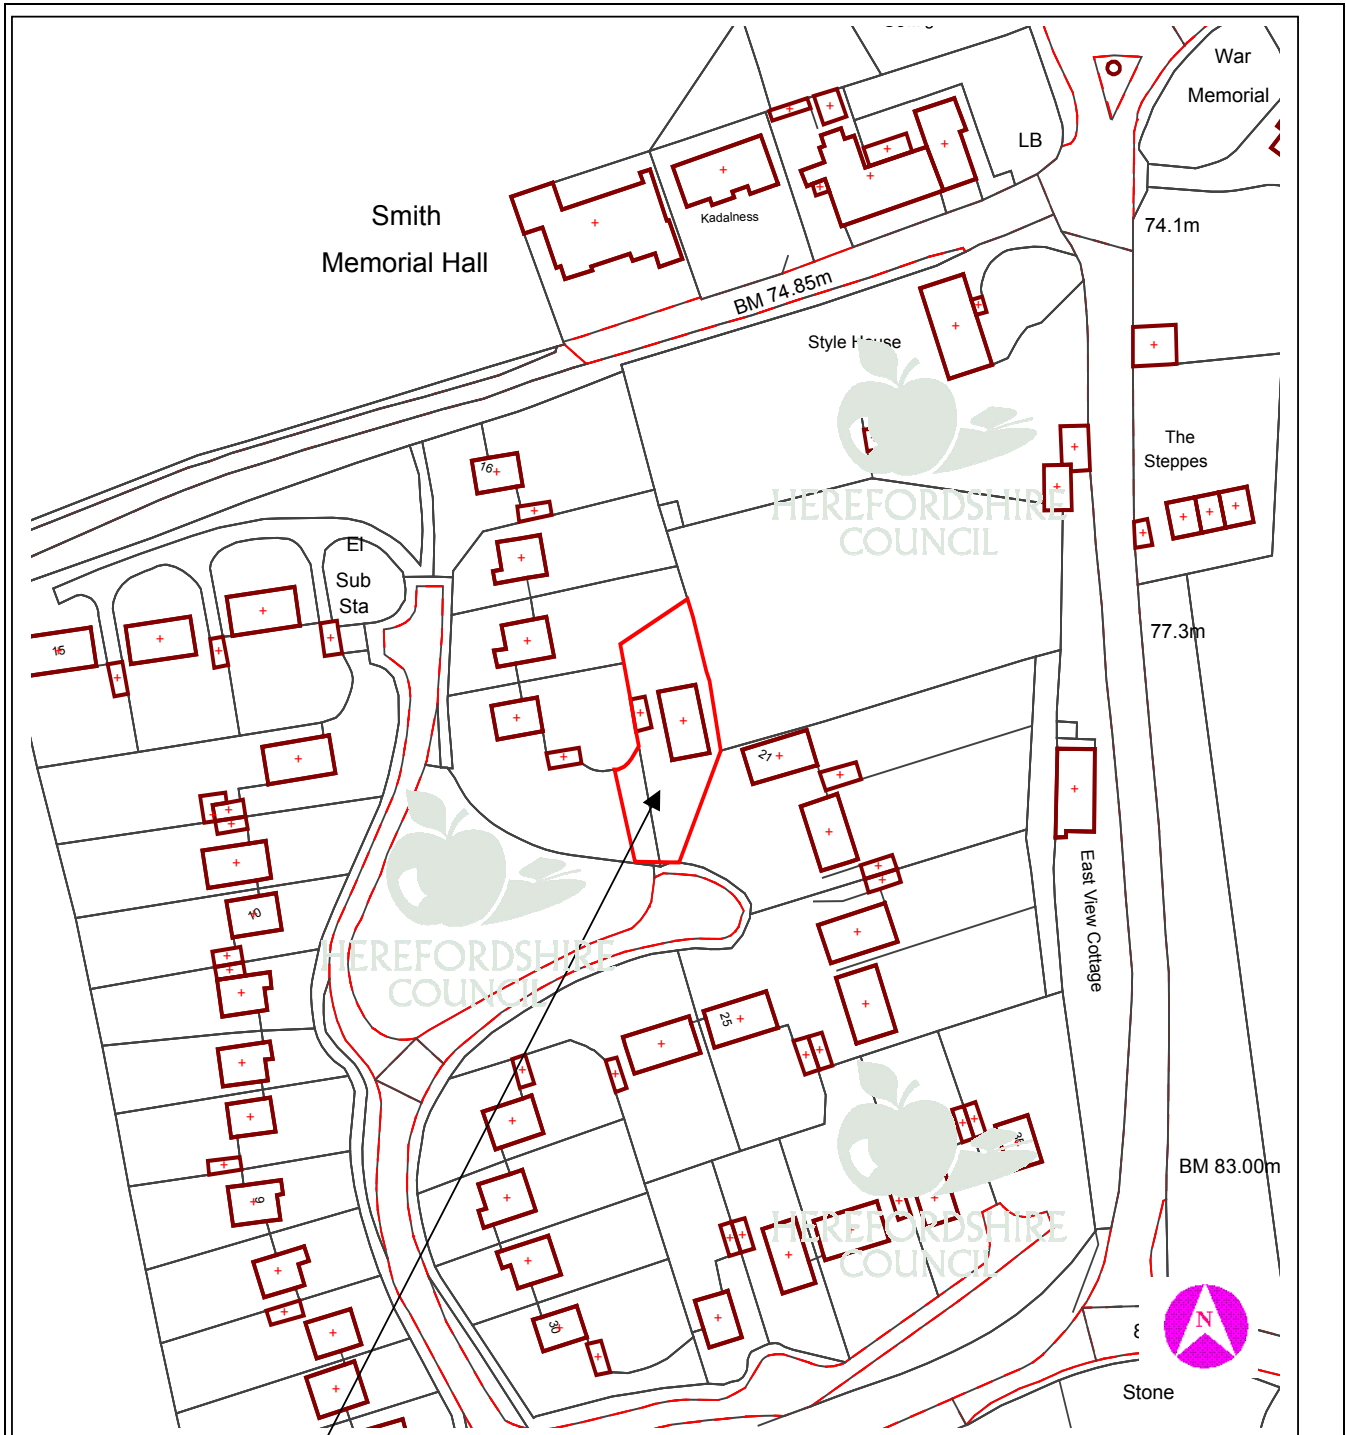 War
Memorial
LB
Smith
Memorial Hall
Kadalness
74.1m
BM 74.85m
Style House
The
Steppes
16
HEREFORDSHIRE
COUNCIL
El
Sub
Sta
15
77.3m
21
East View Cottage
10
HEREFORDSHIRE
COUNCIL
25
BM 83.00m
9
HEREFORDSHIRE
COUNCIL
30
N
Stone